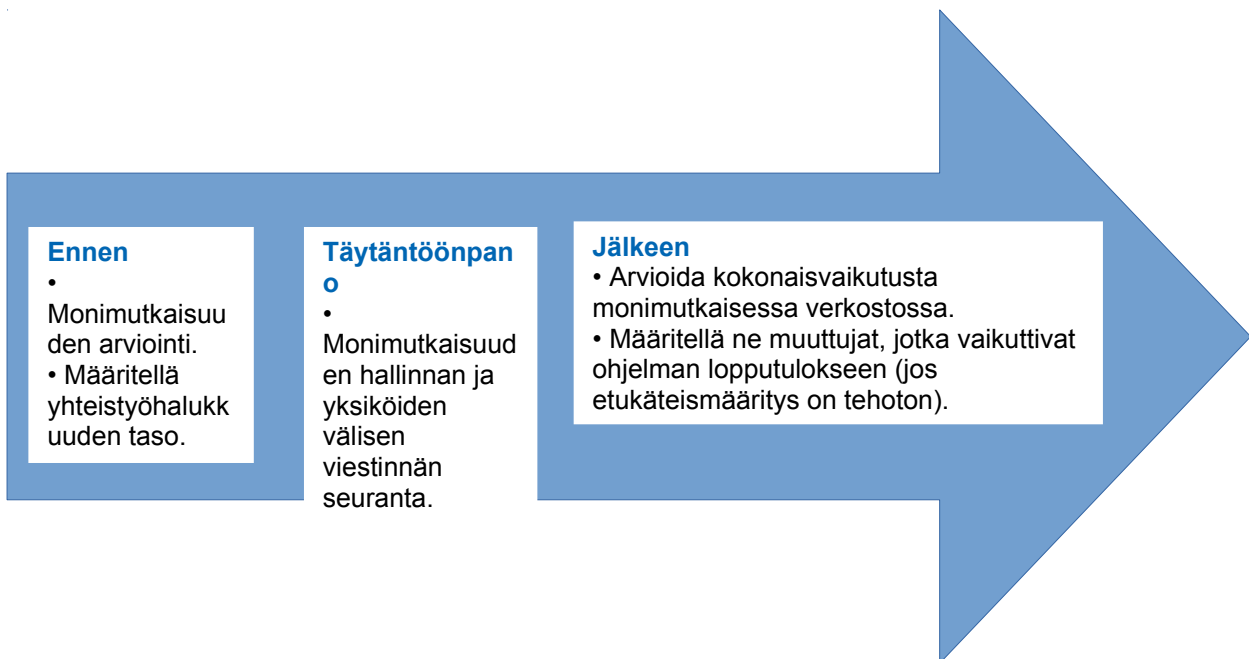 Ennen
•
Monimutkaisuu
den arviointi.
• Määritellä
yhteistyöhalukk
uuden taso.
Täytäntöönpan
o
•
Monimutkaisuud
en hallinnan ja
yksiköiden
välisen
viestinnän
seuranta.
Jälkeen
• Arvioida kokonaisvaikutusta
monimutkaisessa verkostossa.
• Määritellä ne muuttujat, jotka vaikuttivat
ohjelman lopputulokseen (jos
etukäteismääritys on tehoton).